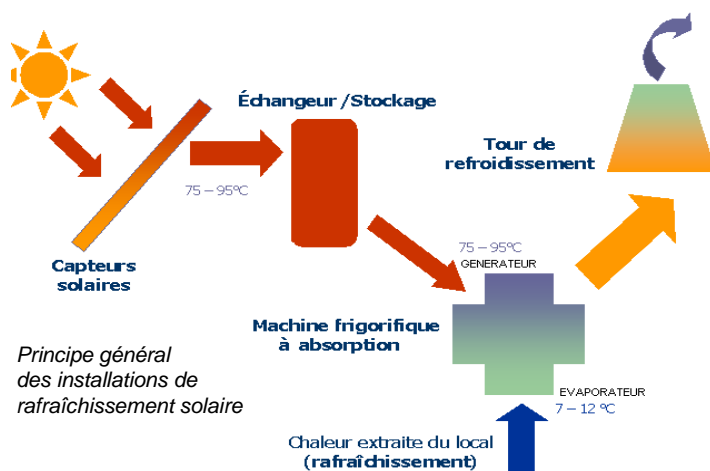 Échangeur /Stockage
Tour de
refroidissement
75 – 95°C
75 – 95°C
GENERATEUR
Capteurs
solaires
Machine frigorifique
à absorption
Principe général
des installations de
rafraîchissement solaire
EVAPORATEUR
7 – 12 °C
Chaleur extraite du local
(rafraîchissement)